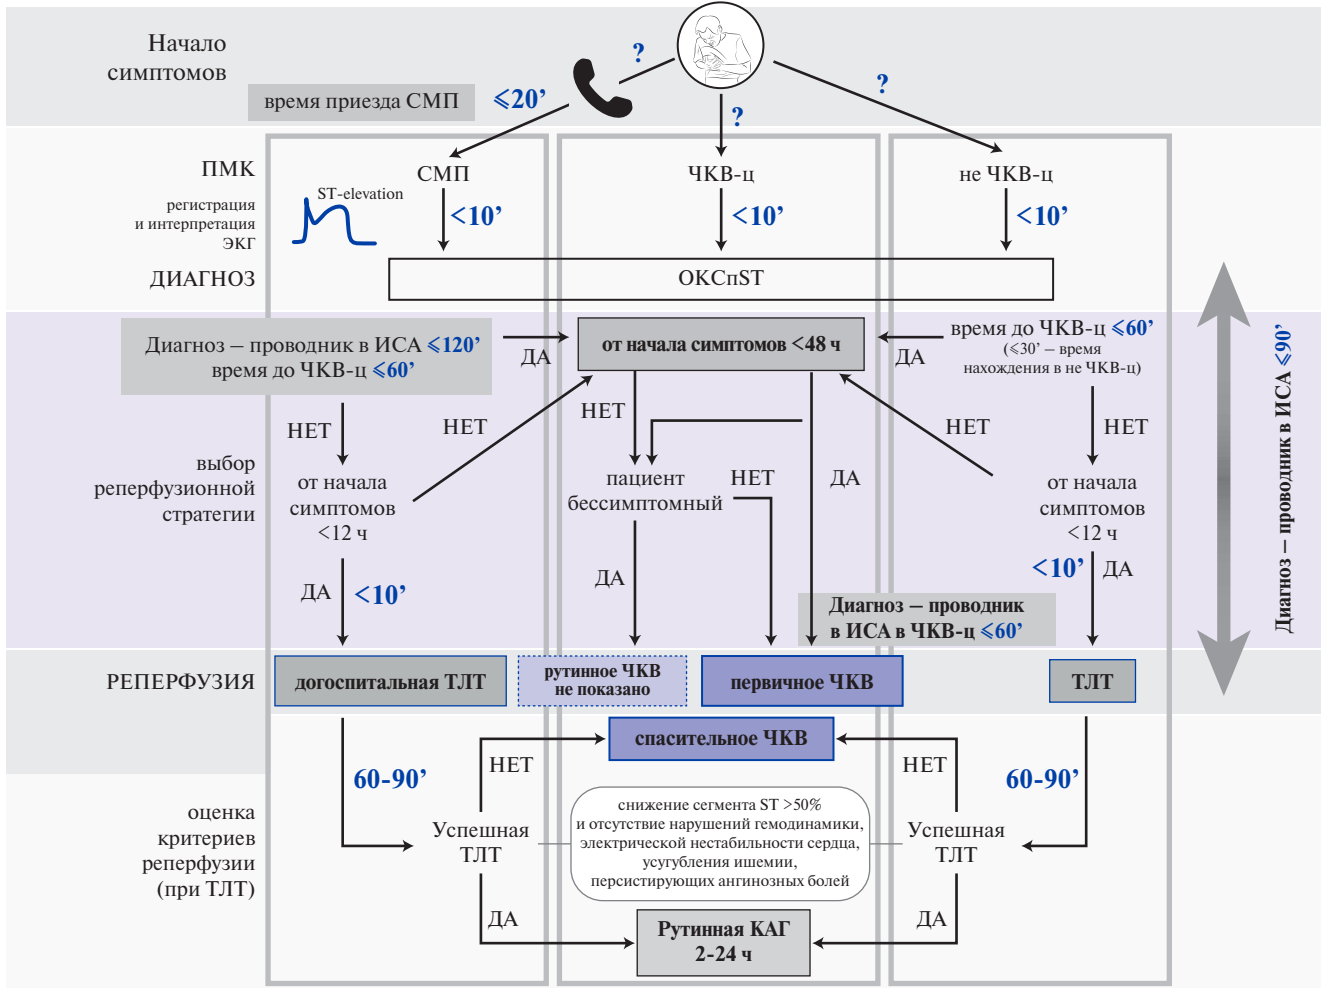 Начало
симптомов
время приезда СМП
⩽20’
?
?
?
ПМК
регистрация
и интерпретация
ЭКГ
ДИАГНОЗ
ST-elevation
СМП
ЧКВ-ц
не ЧКВ-ц
<10’
<10’
<10’
ОКСпST
Диагноз – проводник в ИСА ⩽120’
время до ЧКВ-ц ⩽60’
ДА
от начала симптомов <48 ч
ДА
время до ЧКВ-ц ⩽60’
(⩽30’ – время
нахождения в не ЧКВ-ц)
Диагноз – проводник в ИСА ⩽90’
выбор
реперфузионной
стратегии
НЕТ
НЕТ
НЕТ
НЕТ
НЕТ
от начала
симптомов
<12 ч
пациент
бессимптомный
НЕТ
ДА
от начала
симптомов
<12 ч
ДА
<10’
ДА
<10’
ДА
Диагноз – проводник
в ИСА в ЧКВ-ц ⩽60’
РЕПЕРФУЗИЯ
догоспитальная ТЛТ
рутинное ЧКВ
не показано
первичное ЧКВ
ТЛТ
спасительное ЧКВ
60-90’
НЕТ
НЕТ
60-90’
оценка
критериев
реперфузии
(при ТЛТ)
Успешная
ТЛТ
снижение сегмента ST >50%
и отсутствие нарушений гемодинамики,
электрической нестабильности сердца,
усугубления ишемии,
персистирующих ангинозных болей
Успешная
ТЛТ
ДА
ДА
Рутинная КАГ
2-24 ч